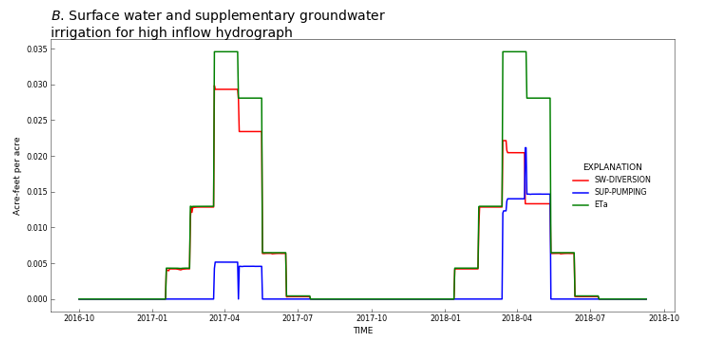 B. Surface water and supplementary groundwater
irrigation for high inflow hydrograph
0.035
0.030
0.025
0.020
0.015
0.010
0.005
0.000
Acre-feet per acre
EXPLANATION
SW-DIVERSION
SUP-PUMPING
ETa
2016-10 2017-01 2017-04 2017-07 2017-10 2018-01 2018-04 2018-07 2018-10
TIME